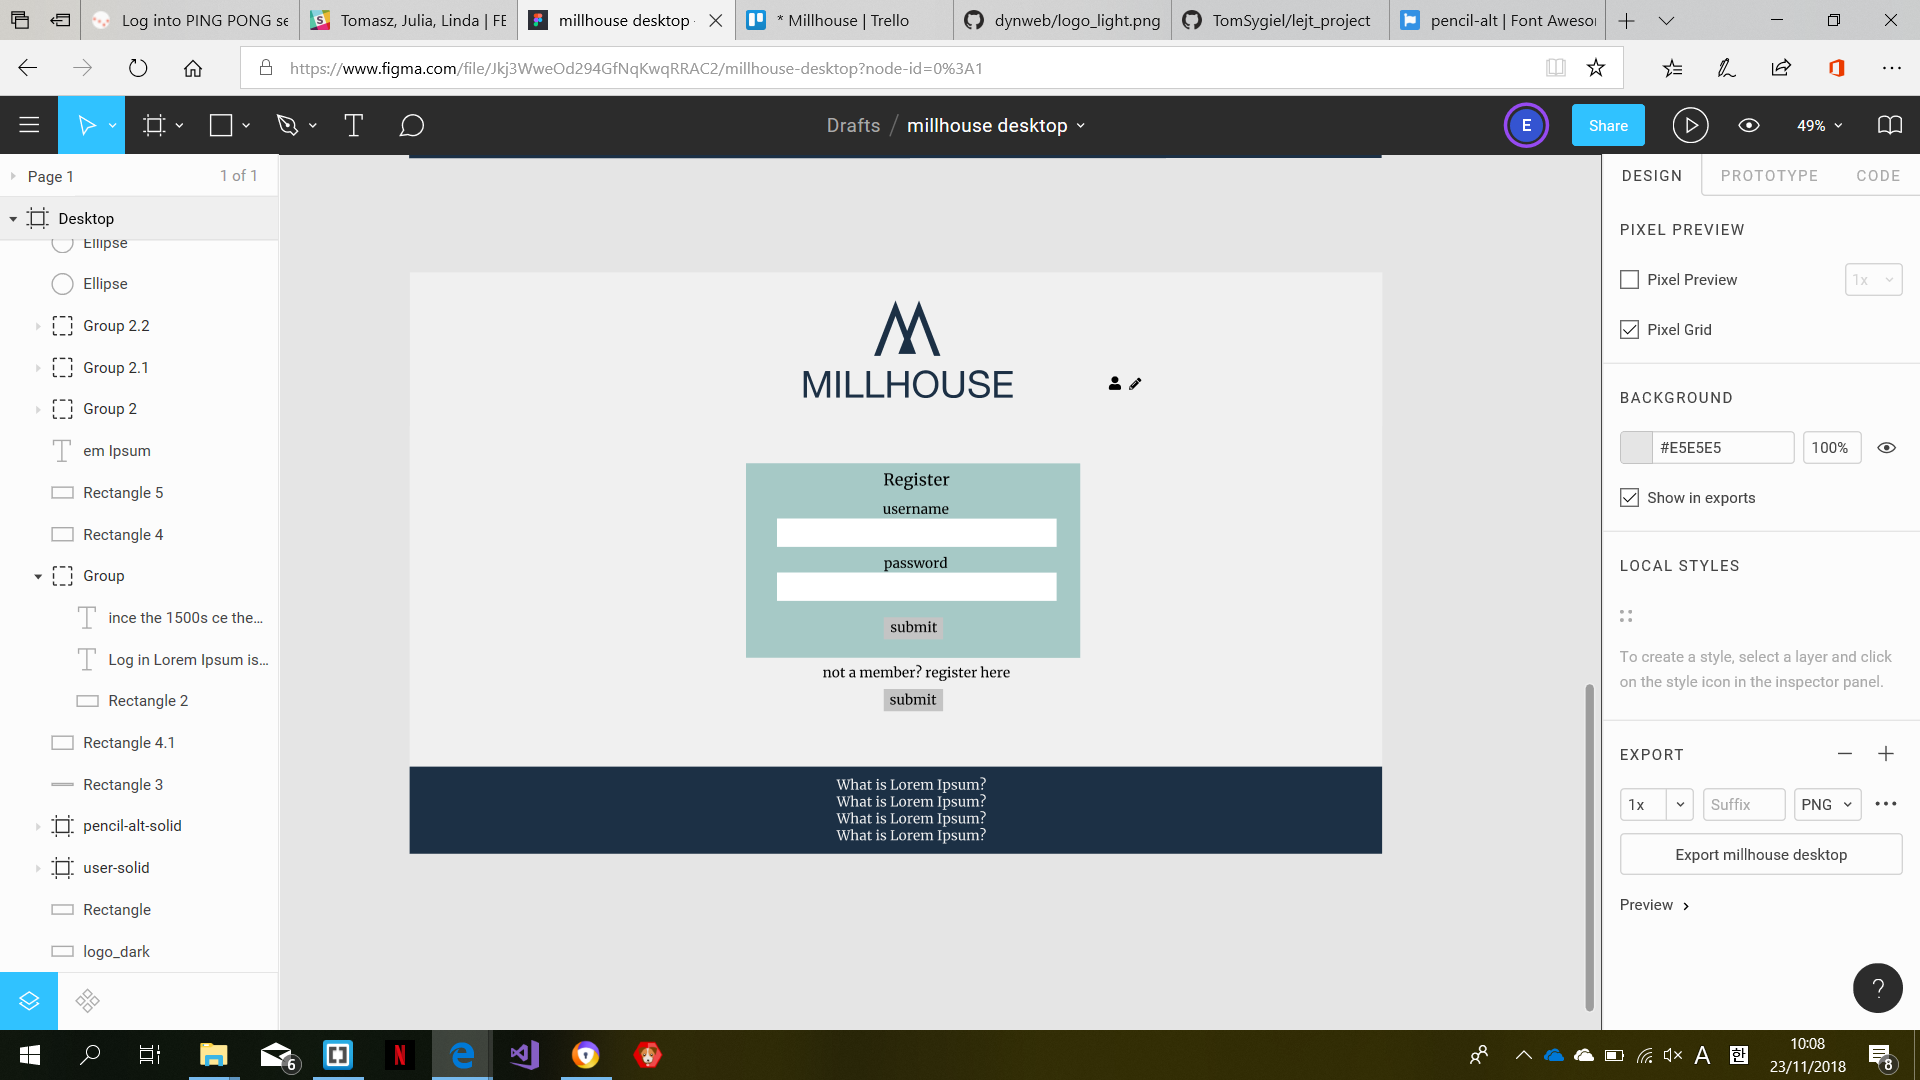 Log into PING PONG se
Tomasz, Julia, Linda | FE
millhouse desktop
* Millhouse | Trello
dynweb/logo_light.png
TomSygiel/lejt_project
pencil-alt | Font Aweso
https://www.figma.com/file/Jkj3WweOd294GfNqKwqRRAC2/millhouse-desktop?node-id=0%3A1
Drafts / millhouse desktop
E
Share
49%
Page 1
1 of 1
Desktop
Ellipse
Ellipse
Group 2.2
Group 2.1
Group 2
em Ipsum
Rectangle 5
Rectangle 4
Group
ince the 1500s ce the...
Log in Lorem Ipsum is...
Rectangle 2
Rectangle 4.1
Rectangle 3
pencil-alt-solid
user-solid
Rectangle
logo_dark
MILLHOUSE
Register
username
password
submit
not a member? register here
submit
What is Lorem Ipsum?
What is Lorem Ipsum?
What is Lorem Ipsum?
What is Lorem Ipsum?
DESIGN
PROTOTYPE
CODE
PIXEL PREVIEW
Pixel Preview
1x
Pixel Grid
BACKGROUND
#E5E5E5
100%
Show in exports
LOCAL STYLES
To create a style, select a layer and click
on the style icon in the inspector panel.
EXPORT
1x
Suffix
PNG
Export millhouse desktop
Preview
?
6
N
A
한
10:08
23/11/2018
8